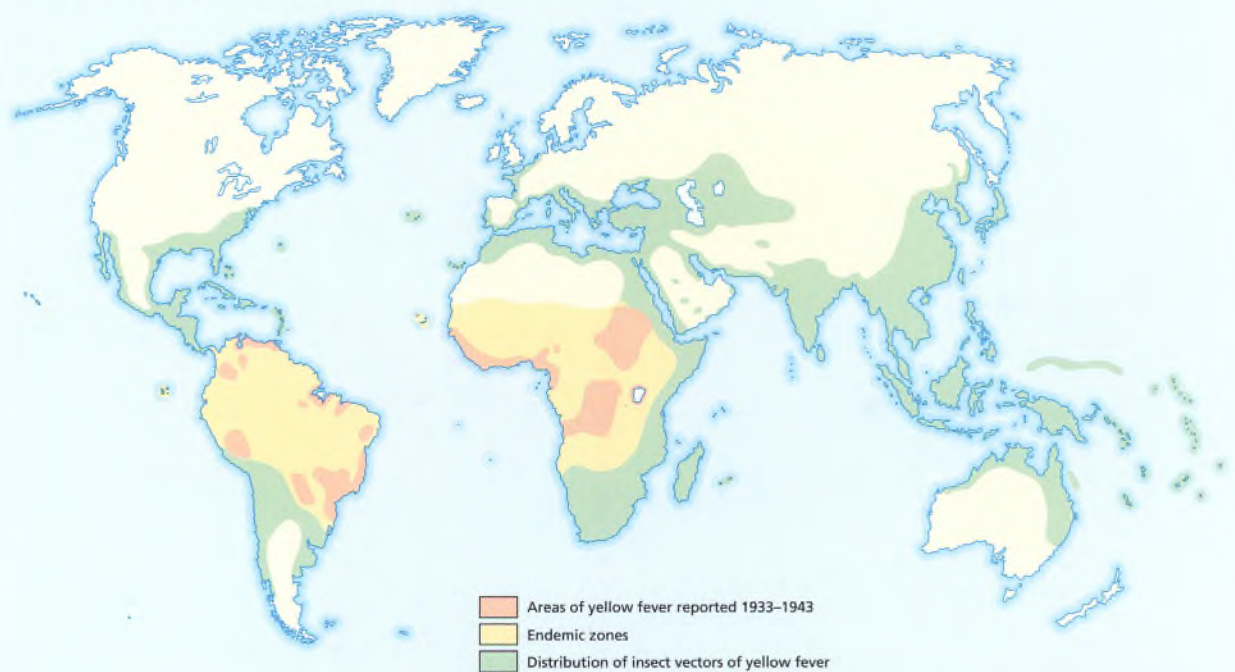 Areas of yellow fever reported 1933–1943
Endemic zones
Distribution of insect vectors of yellow fever